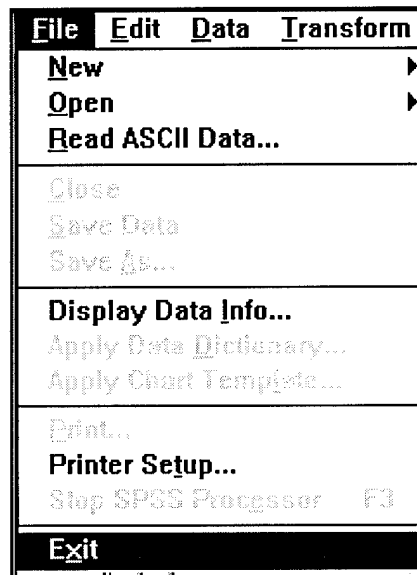 File Edit Data Transform
New
Open
Read ASCII Data...
Close
Save Data
Save As...
Display Data Info...
Apply Data Dictionary...
Apply Chart Template...
Print...
Printer Setup...
Stop SPSS Processor F3
Exit